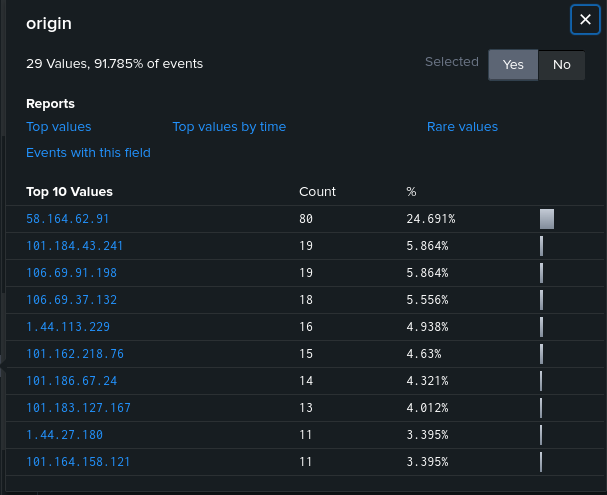 origin
29 Values, 91.785% of events
Selected Yes No
Reports
Top values Top values by time Rare values
Events with this field
Top 10 Values Count %
58.164.62.91 80 24.691%
101.184.43.241 19 5.864%
106.69.91.198 19 5.864%
106.69.37.132 18 5.556%
1.44.113.229 16 4.938%
101.162.218.76 15 4.63%
101.186.67.24 14 4.321%
101.183.127.167 13 4.012%
1.44.27.180 11 3.395%
101.164.158.121 11 3.395%